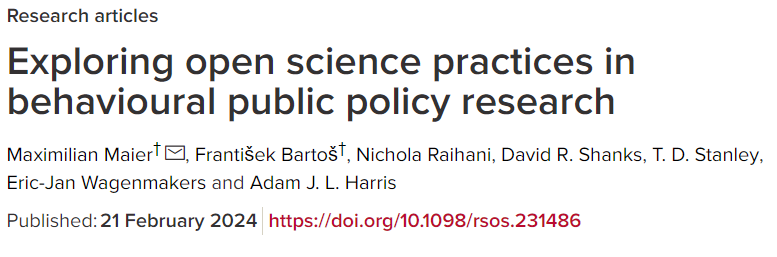 Research articles
Exploring open science practices in
behavioural public policy research
Maximilian Maier†, František Bartoš†, Nichola Raihani, David R. Shanks, T. D. Stanley,
Eric-Jan Wagenmakers and Adam J. L. Harris
Published: 21 February 2024 https://doi.org/10.1098/rsos.231486